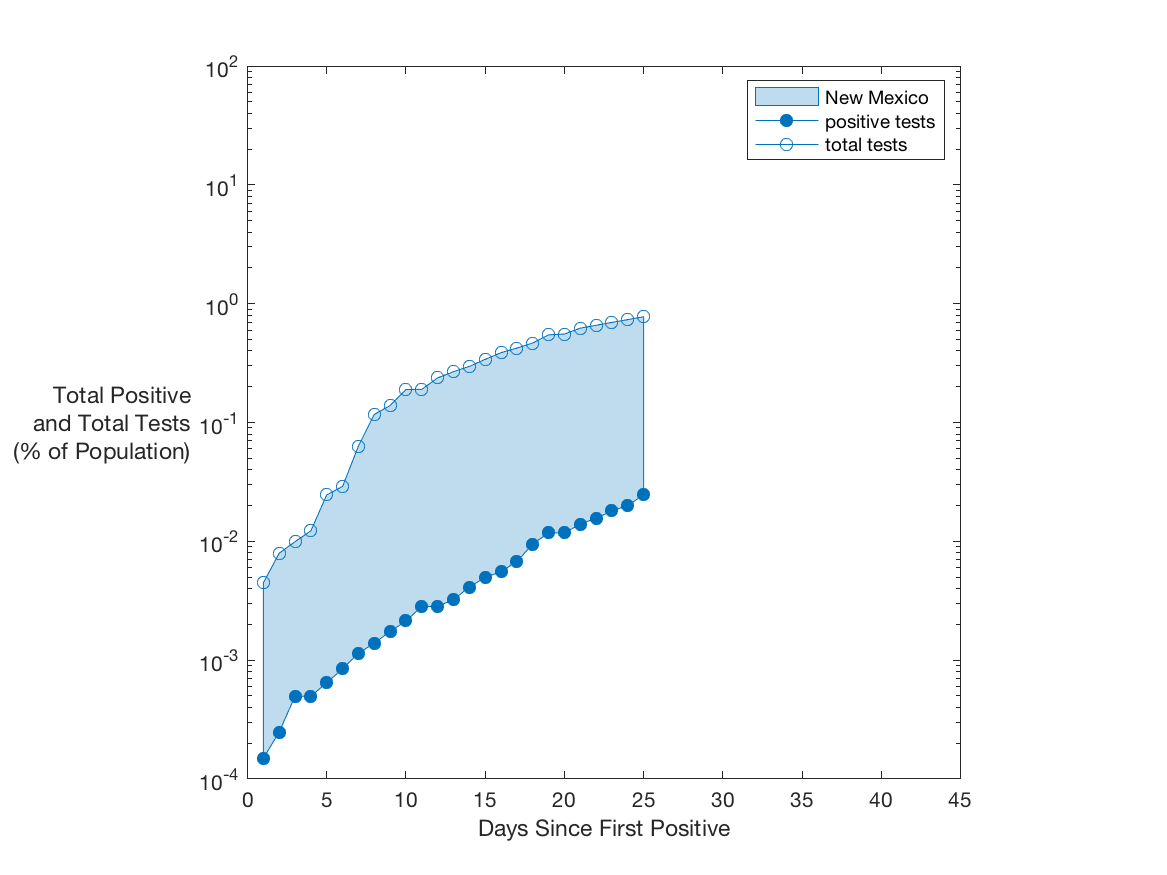 10^2
10^1
10^0
10^-1
10^-2
10^-3
10^-4
Total Positive
and Total Tests
(% of Population)
New Mexico
positive tests
total tests
0 5 10 15 20 25 30 35 40 45
Days Since First Positive